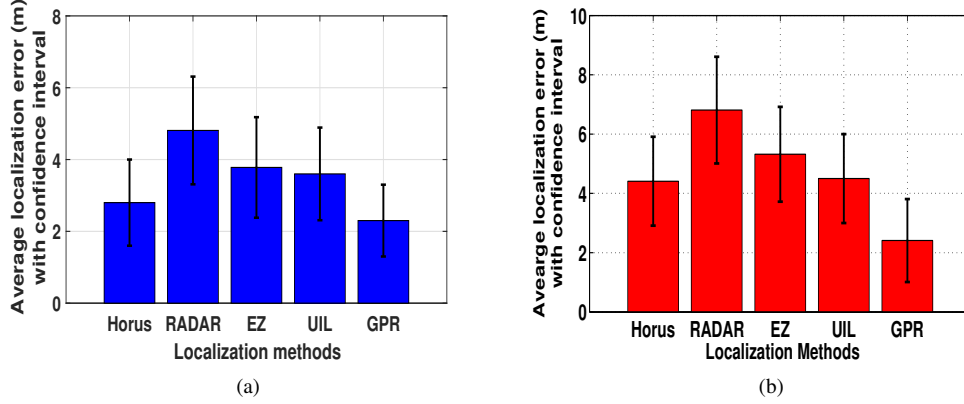 Average localization error (m)
with confidence interval
8
6
4
2
0
Horus RADAR EZ UIL GPR
Localization methods
(a)
Avearge localization error (m)
with confidence interval
10
8
6
4
2
0
Horus RADAR EZ UIL GPR
Localization Methods
(b)